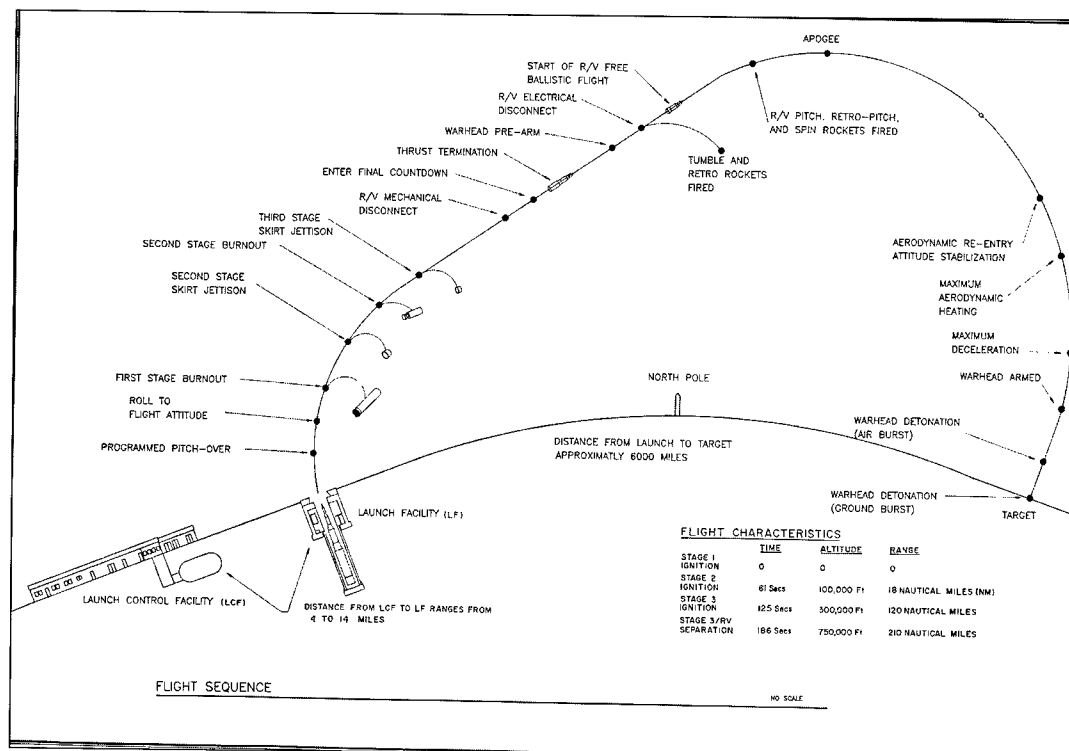 APOGEE
START OF R/V FREE
BALLISTIC FLIGHT
R/V ELECTRICAL
DISCONNECT
R/V PITCH, RETRO-PITCH,
AND SPIN ROCKETS FIRED
WARHEAD PRE-ARM
THRUST TERMINATION
TUMBLE AND
RETRO ROCKETS
FIRED
ENTER FINAL COUNTDOWN
R/V MECHANICAL
DISCONNECT
THIRD STAGE
SKIRT JETTISON
SECOND STAGE BURNOUT
AERODYNAMIC RE-ENTRY
ATTITUDE STABILIZATION
SECOND STAGE
SKIRT JETTISON
MAXIMUM
AERODYNAMIC
HEATING
MAXIMUM
DECELERATION
FIRST STAGE BURNOUT
NORTH POLE
WARHEAD ARMED
ROLL TO
FLIGHT ATTITUDE
WARHEAD DETONATION
(AIR BURST)
PROGRAMMED PITCH-OVER
DISTANCE FROM LAUNCH TO TARGET
APPROXIMATLY 6000 MILES
WARHEAD DETONATION
(GROUND BURST)
TARGET
LAUNCH FACILITY (LF)
LAUNCH CONTROL FACILITY (LCF)
DISTANCE FROM LCF TO LF RANGES FROM
4 TO 14 MILES
FLIGHT CHARACTERISTICS
TIME ALTITUDE RANGE
STAGE 1
IGNITION 0 0 0
STAGE 2
IGNITION 61 Secs 100,000 Ft 18 NAUTICAL MILES (NM)
STAGE 3
IGNITION 125 Secs 300,000 Ft 120 NAUTICAL MILES
STAGE 3/RV
SEPARATION 186 Secs 750,000 Ft 210 NAUTICAL MILES
FLIGHT SEQUENCE
NO SCALE